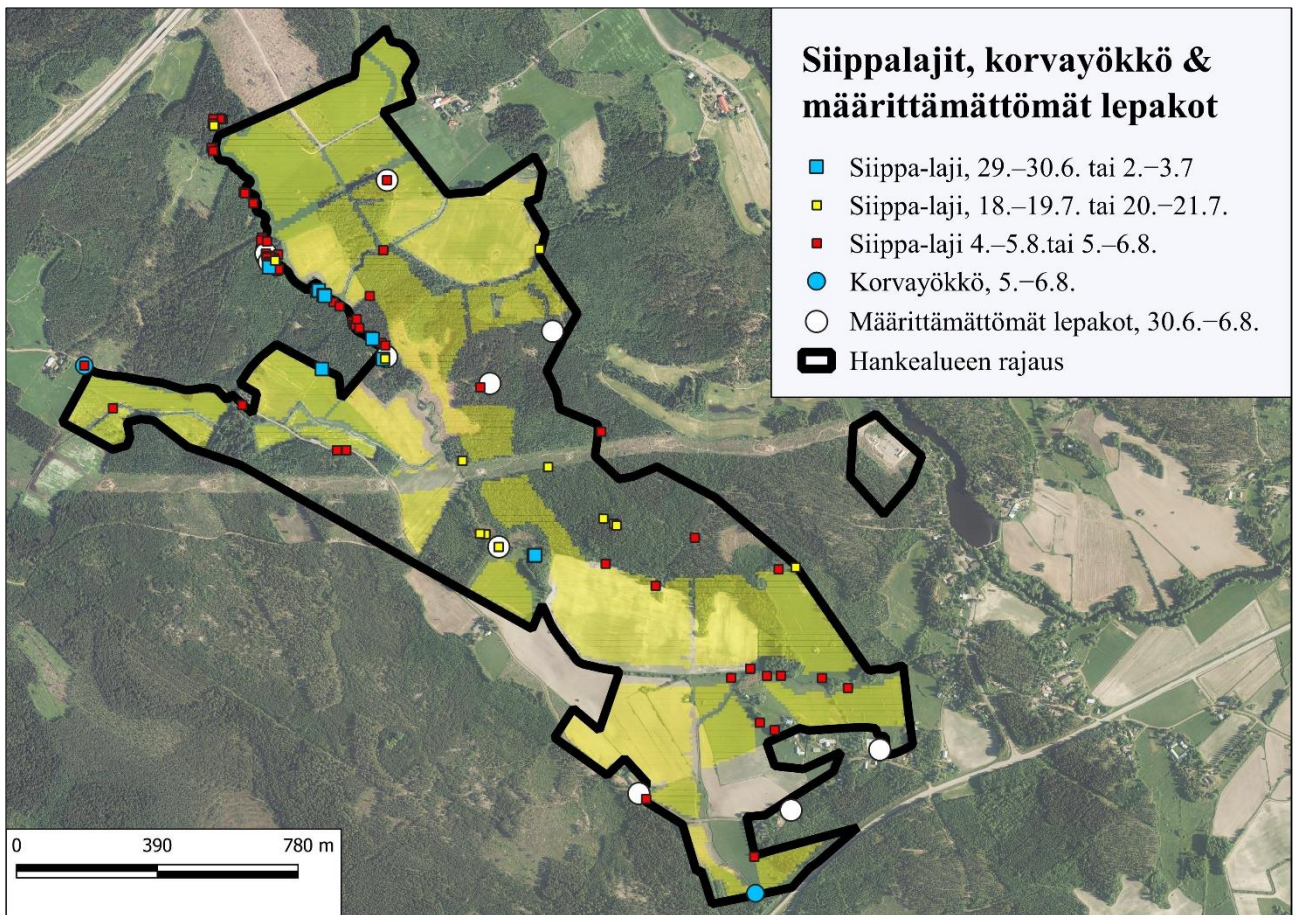 Siippalajit, korvayökkö &
määrittämättömät lepakot
Siippa-laji, 29.–30.6. tai 2.–3.7
Siippa-laji, 18.–19.7. tai 20.–21.7.
Siippa-laji 4.–5.8.tai 5.–6.8.
Korvayökkö, 5.–6.8.
Määrittämättömät lepakot, 30.6.–6.8.
Hankealueen rajaus
0 390 780 m